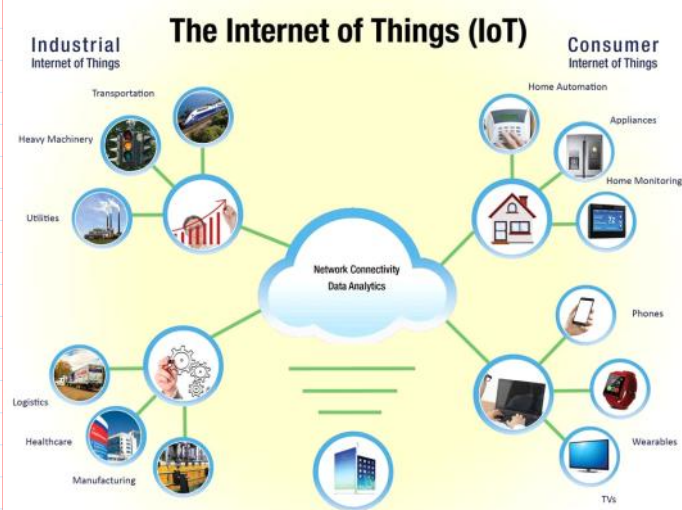 The Internet of Things (IoT)
Industrial
Internet of Things
Consumer
Internet of Things
Transportation
Heavy Machinery
Utilities
Home Automation
Appliances
Home Monitoring
Network Connectivity
Data Analytics
Phones
Wearables
TVs
Logistics
Healthcare
Manufacturing